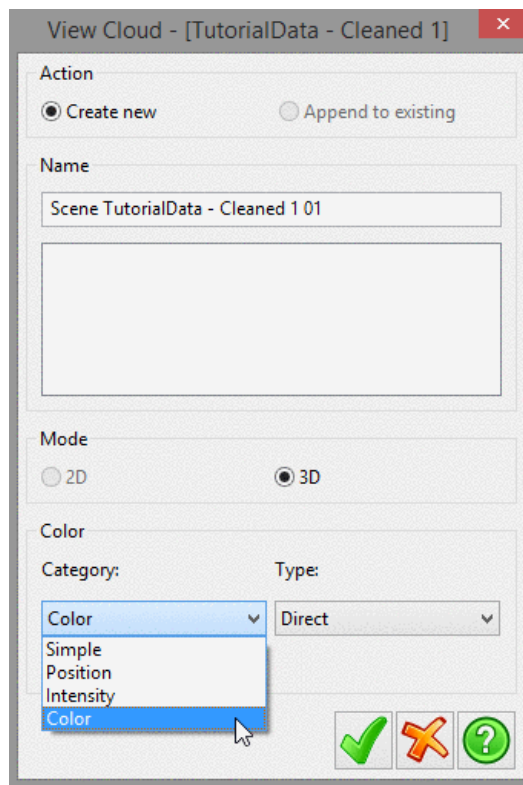 View Cloud - [TutorialData - Cleaned 1]
Action
Create new Append to existing
Name
Scene TutorialData - Cleaned 1 01
Mode
2D 3D
Color
Category: Type:
Color Direct
Simple
Position
Intensity
Color